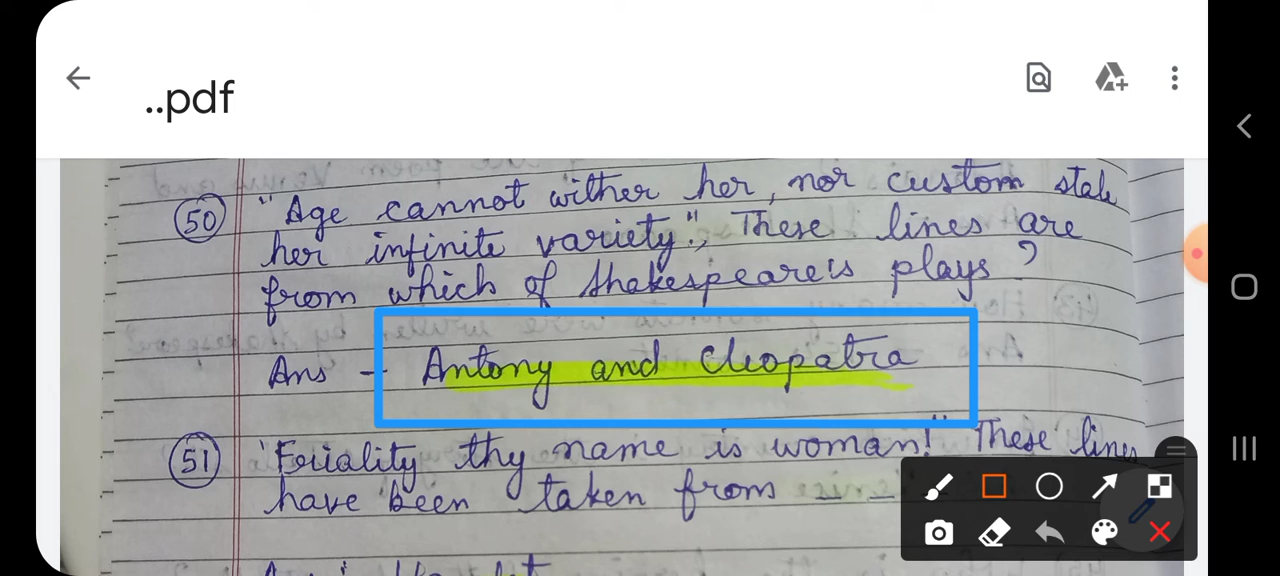 ..pdf
50 "Age cannot wither her, nor custom stale
her infinite variety.", These lines are
from which of Shakespeare's plays?
Ans - Antony and Cleopatra
51 "Friality thy name is woman!" These lines
have been taken from